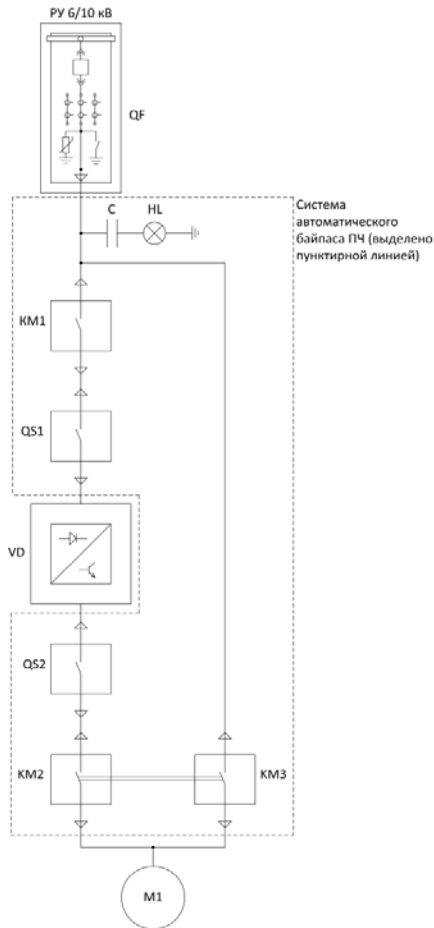 РУ 6/10 кВ
QF
C
HL
Система
автоматического
байпаса ПЧ (выделено
пунктирной линией)
KM1
QS1
VD
QS2
KM2
KM3
M1